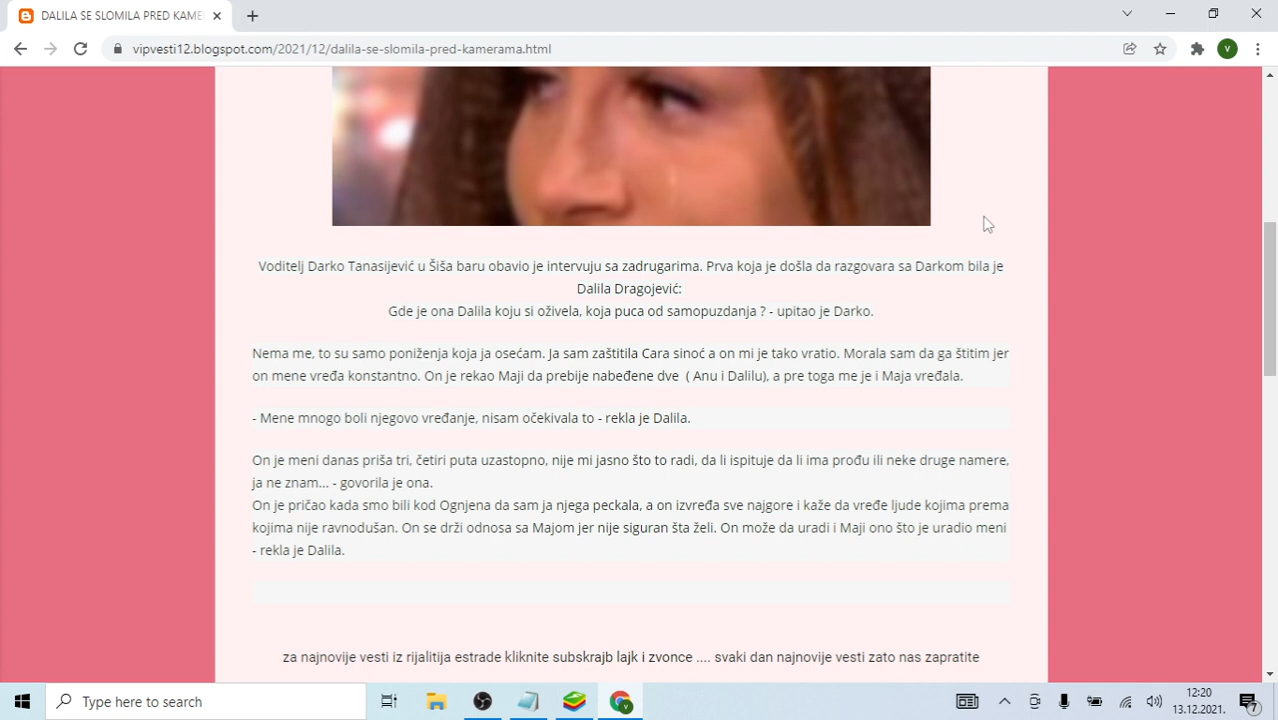 DALILA SE SLOMILA PRED KAME
vipvesti12.blogspot.com/2021/12/dalila-se-slomila-pred-kamerama.html
V
Voditelj Darko Tanasijević u Šiša baru obavio je intervuju sa zadrugarima. Prva koja je došla da razgovara sa Darkom bila je
Dalila Dragojević:
Gde je ona Dalila koju si oživela, koja puca od samopuzdanja ? - upitao je Darko.
Nema me, to su samo poniženja koja ja osećam. Ja sam zaštitila Cara sinoć a on mi je tako vratio. Morala sam da ga štitim jer
on mene vređa konstantno. On je rekao Maji da prebije nabeđene dve ( Anu i Dalilu), a pre toga me je i Maja vređala.
- Mene mnogo boli njegovo vređanje, nisam očekivala to - rekla je Dalila.
On je meni danas priša tri, četiri puta uzastopno, nije mi jasno što to radi, da li ispituje da li ima prođu ili neke druge namere,
ja ne znam... - govorila je ona.
On je pričao kada smo bili kod Ognjena da sam ja njega peckala, a on izvređa sve najgore i kaže da vređe ljude kojima prema
kojima nije ravnodušan. On se drži odnosa sa Majom jer nije siguran šta želi. On može da uradi i Maji ono što je uradio meni
- rekla je Dalila.
za najnovije vesti iz rijalitija estrade kliknite subskrajb lajk i zvonce .... svaki dan najnovije vesti zato nas zapratite
Type here to search
12:20
13.12.2021.
7